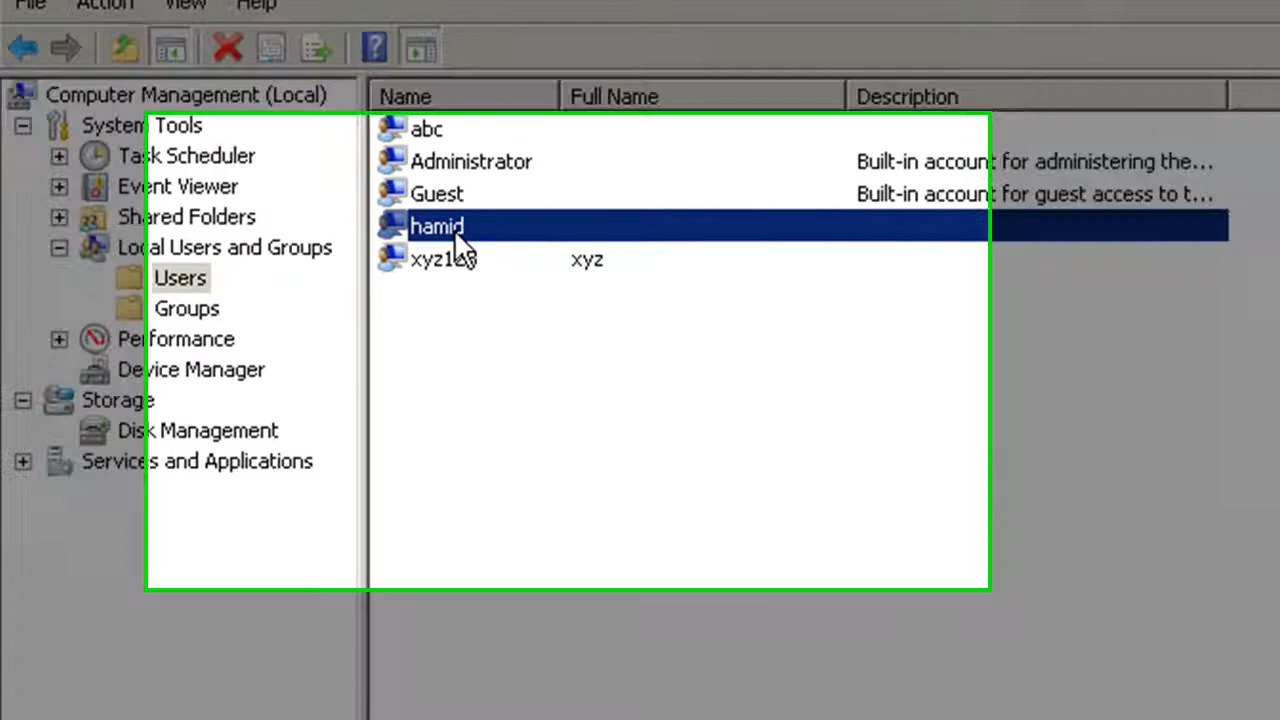 File Action View Help
Computer Management (Local)
System Tools
Task Scheduler
Event Viewer
Shared Folders
Local Users and Groups
Users
Groups
Performance
Device Manager
Storage
Disk Management
Services and Applications
Name Full Name Description
abc
Administrator Built-in account for administering the...
Guest Built-in account for guest access to t...
hamid
xyz123 xyz